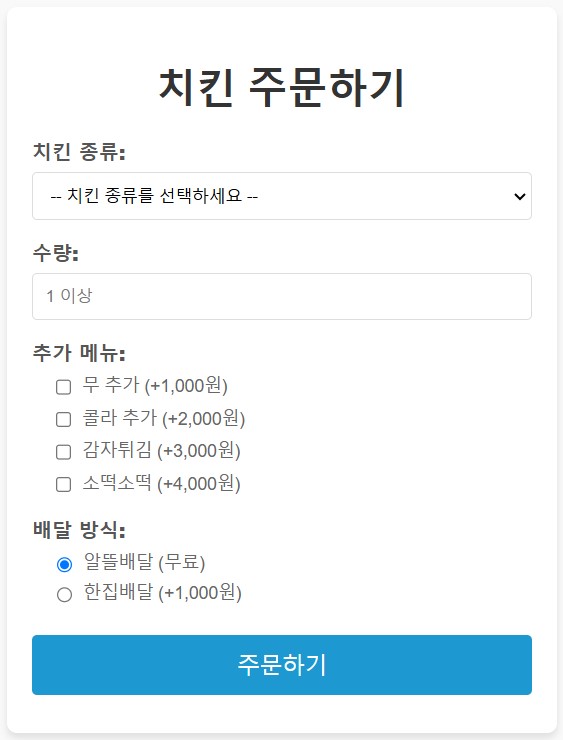 치킨 주문하기
치킨 종류:
-- 치킨 종류를 선택하세요 --
수량:
1 이상
추가 메뉴:
무 추가 (+1,000원)
콜라 추가 (+2,000원)
감자튀김 (+3,000원)
소떡소떡 (+4,000원)
배달 방식:
알뜰배달 (무료)
한집배달 (+1,000원)
주문하기